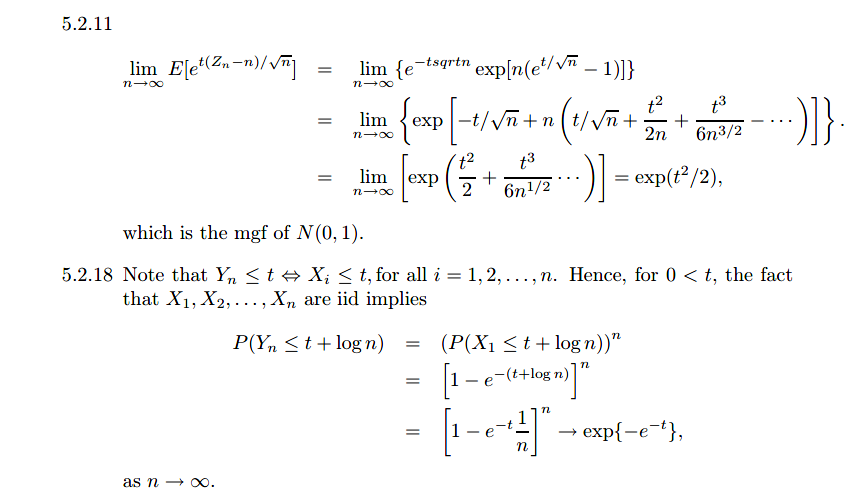 5.2.11
lim_{n→∞} E[e^{t(Z_n−n)/√n}] = lim_{n→∞} {e^{−tsqrtn} exp[n(e^{t/√n} − 1)]}
= lim_{n→∞} {exp [−t/√n + n (t/√n + t²/2n + t³/6n^{3/2} − ···)]}.
= lim_{n→∞} [exp (t²/2 + t³/6n^{1/2} ···)] = exp(t²/2),
which is the mgf of N(0, 1).
5.2.18 Note that Y_n ≤ t ⇔ X_i ≤ t, for all i = 1, 2, . . . , n. Hence, for 0 < t, the fact
that X_1, X_2, . . . , X_n are iid implies
P(Y_n ≤ t + log n) = (P(X_1 ≤ t + log n))^n
= [1 − e^{−(t+log n)}]^n
= [1 − e^{−t} 1/n]^n → exp{−e^{−t}},
as n → ∞.